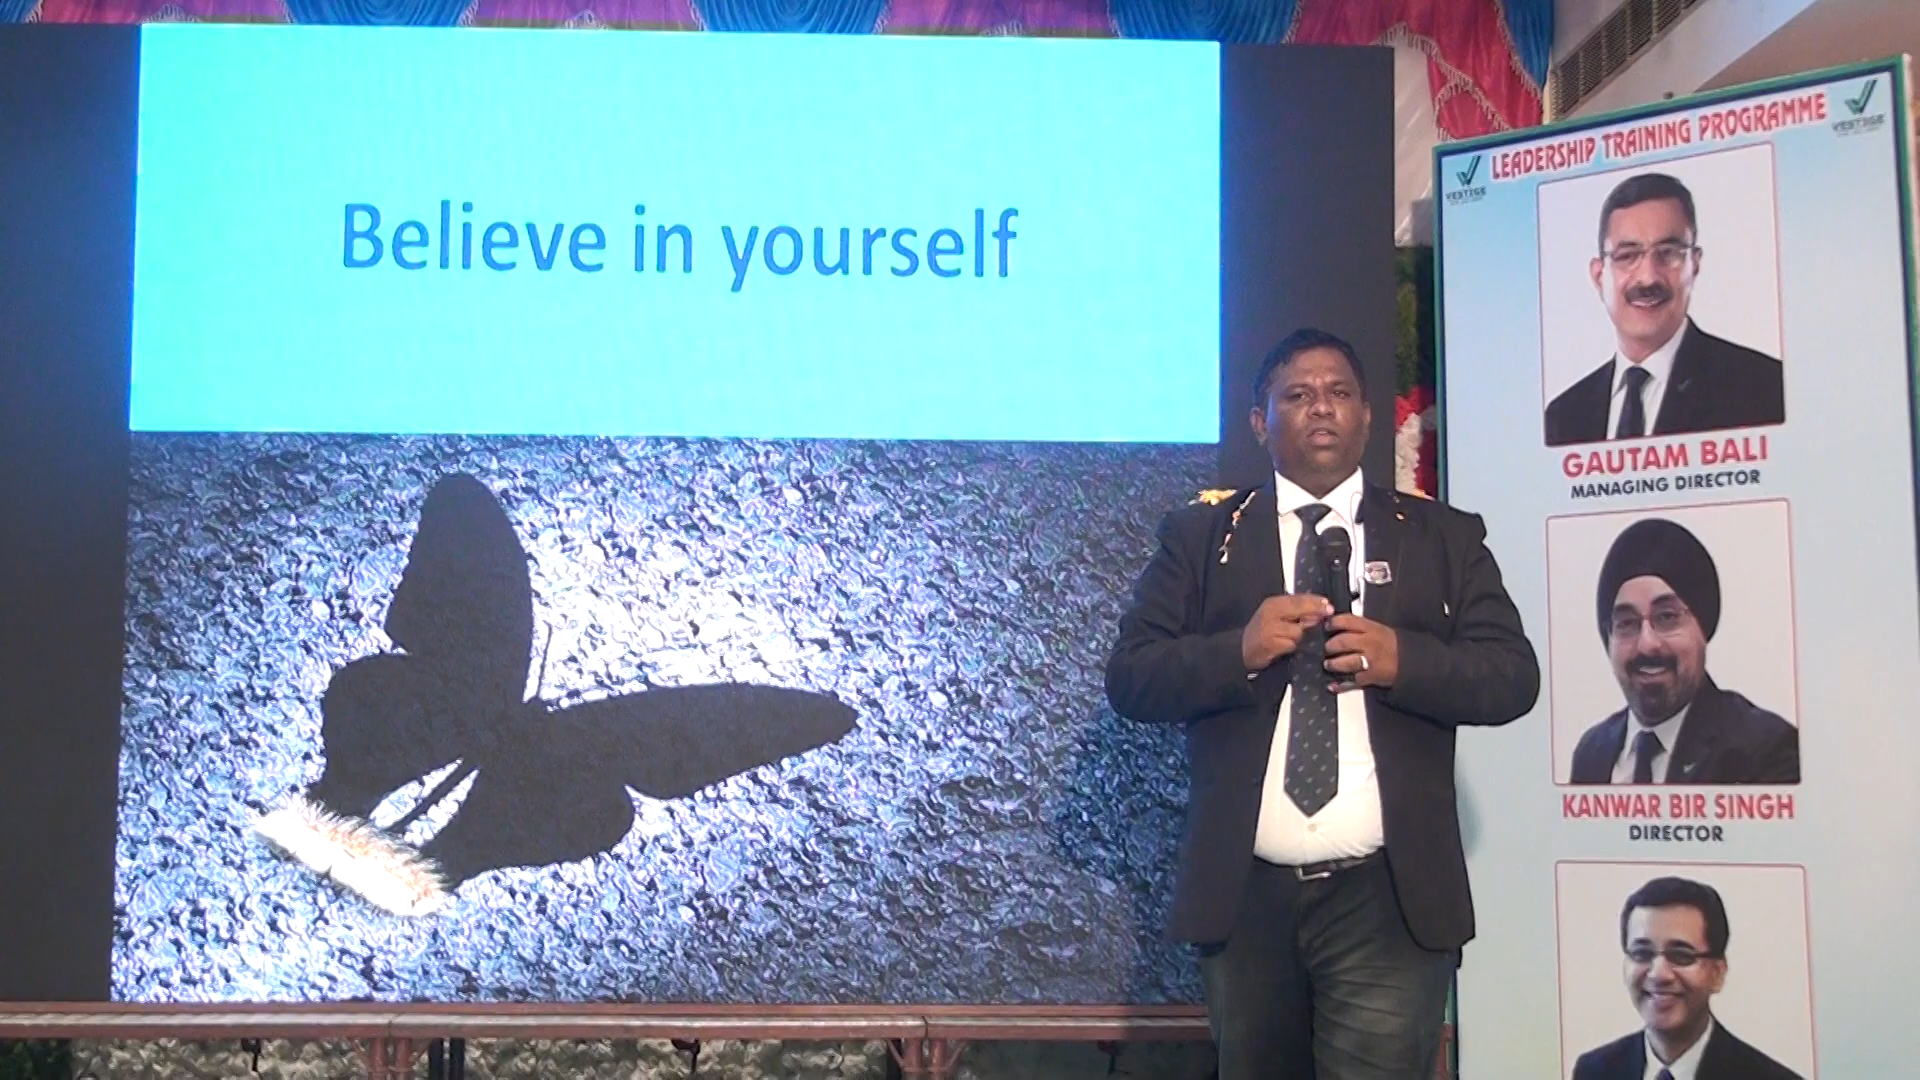 Believe in yourself
LEADERSHIP TRAINING PROGRAMME
VESTIGE
VESTIGE
GAUTAM BALI
MANAGING DIRECTOR
KANWAR BIR SINGH
DIRECTOR